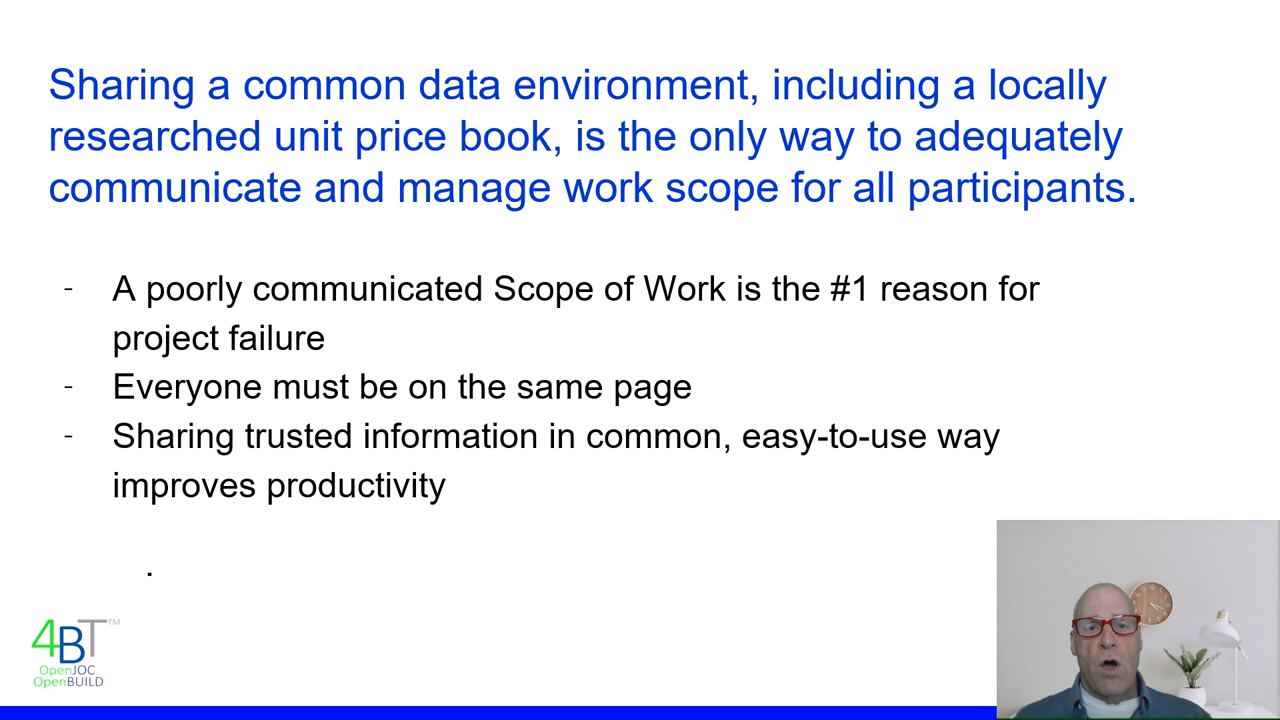 Sharing a common data environment, including a locally
researched unit price book, is the only way to adequately
communicate and manage work scope for all participants.
- A poorly communicated Scope of Work is the #1 reason for
project failure
- Everyone must be on the same page
- Sharing trusted information in common, easy-to-use way
improves productivity
.
4BT™
OpenJOC
OpenBUILD